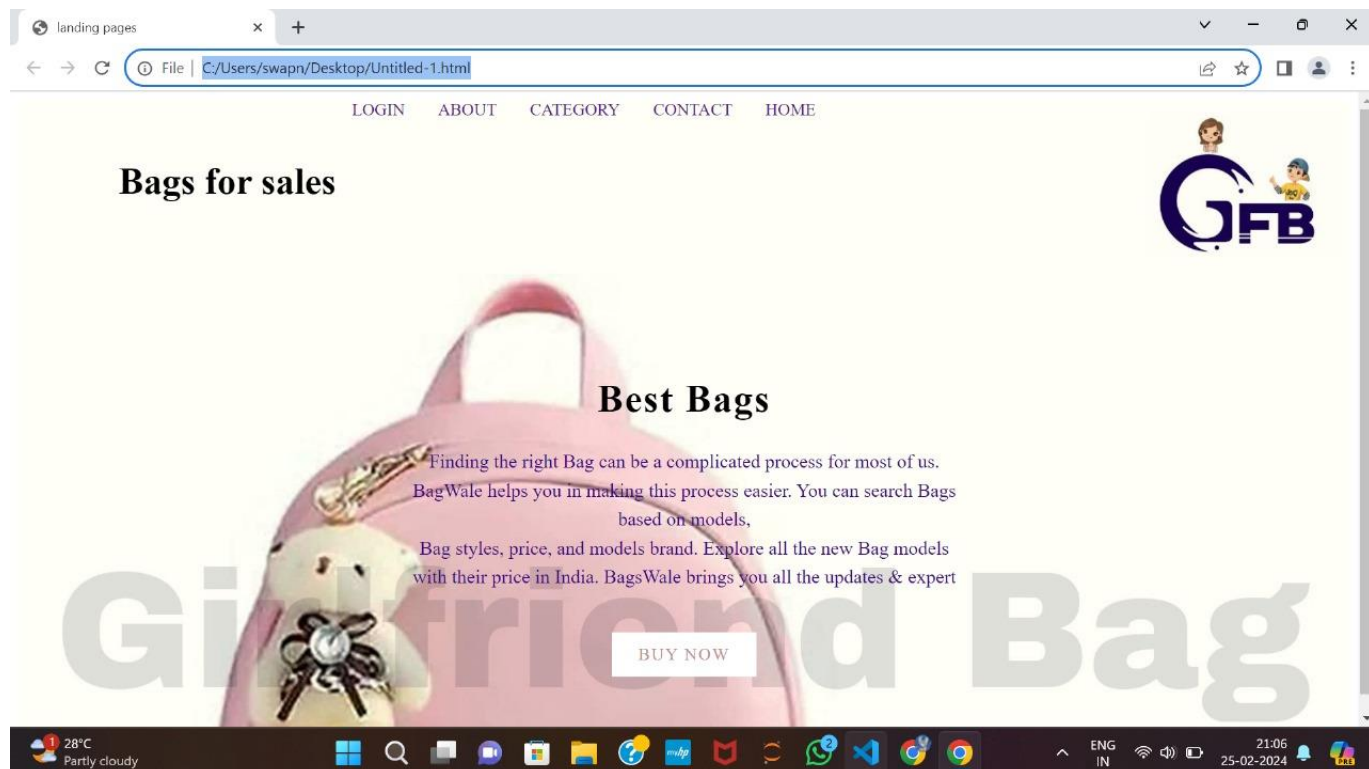 landing pages
File
C:/Users/swapn/Desktop/Untitled-1.html
LOGIN ABOUT CATEGORY CONTACT HOME
Bags for sales
GFB
Best Bags
Finding the right Bag can be a complicated process for most of us.
BagWale helps you in making this process easier. You can search Bags
based on models,
Bag styles, price, and models brand. Explore all the new Bag models
with their price in India. BagsWale brings you all the updates & expert
Girlfriend Bag
BUY NOW
1
28°C
Partly cloudy
myhp
2
ENG
IN
21:06
25-02-2024
PRE